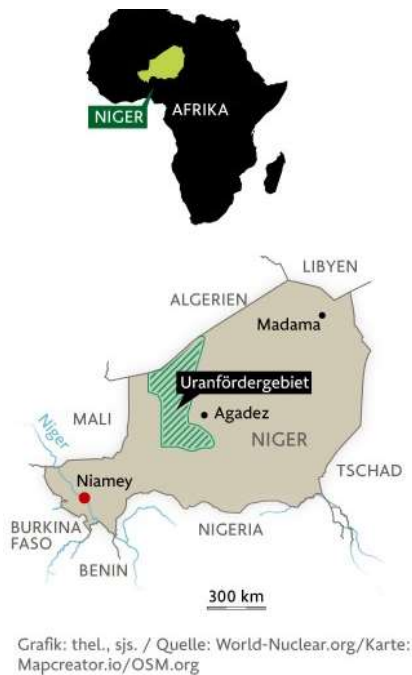 NIGER
AFRIKA
LIBYEN
ALGERIEN
Madama
Uranfördergebiet
MALI
Niger
Agadez
NIGER
Niamey
TSCHAD
BURKINA
FASO
NIGERIA
BENIN
300 km
Grafik: thel., sjs. / Quelle: World-Nuclear.org/Karte:
Mapcreator.io/OSM.org